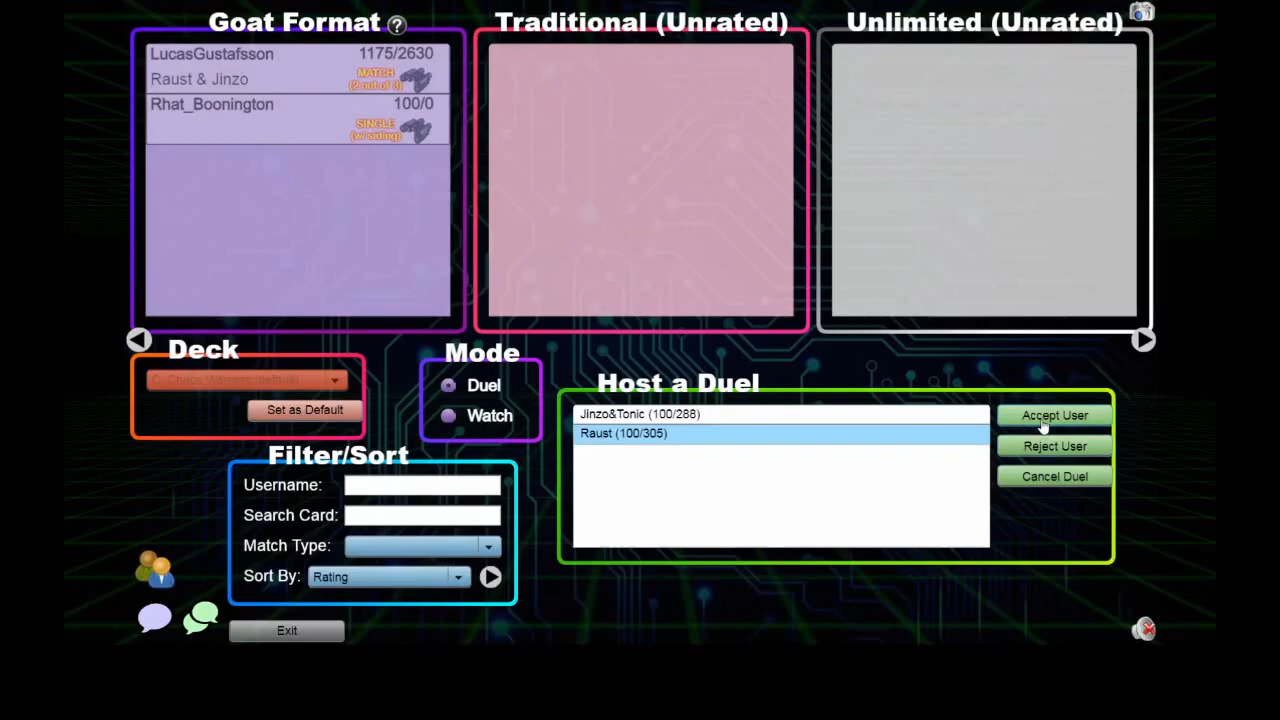 Goat Format ?
Traditional (Unrated)
Unlimited (Unrated)
LucasGustafsson 1175/2630
Raust & Jinzo MATCH
(2 out of 3)
Rhat_Boonington 100/0
SINGLE
(w/ siding)
Deck
Set as Default
Mode
Duel
Watch
Host a Duel
Jinzo&Tonic (100/288)
Raust (100/305)
Accept User
Reject User
Cancel Duel
Filter/Sort
Username:
Search Card:
Match Type:
Sort By: Rating
Exit